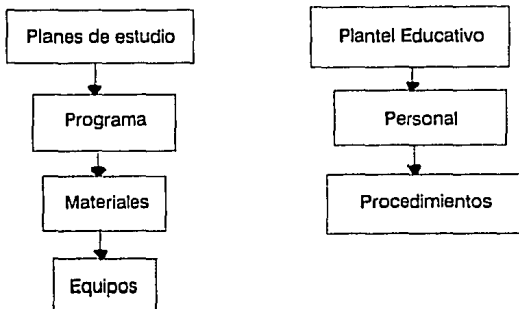 Planes de estudio
Programa
Materiales
Equipos
Plantel Educativo
Personal
Procedimientos